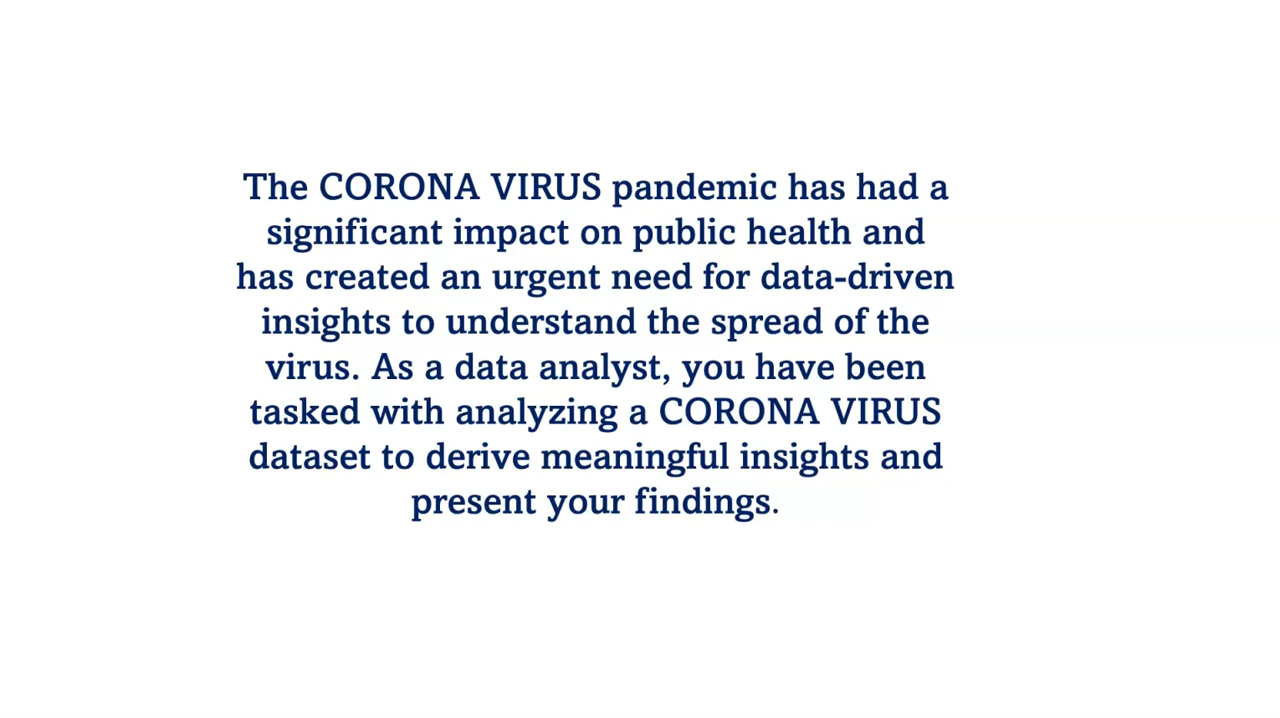 The CORONA VIRUS pandemic has had a
significant impact on public health and
has created an urgent need for data-driven
insights to understand the spread of the
virus. As a data analyst, you have been
tasked with analyzing a CORONA VIRUS
dataset to derive meaningful insights and
present your findings.